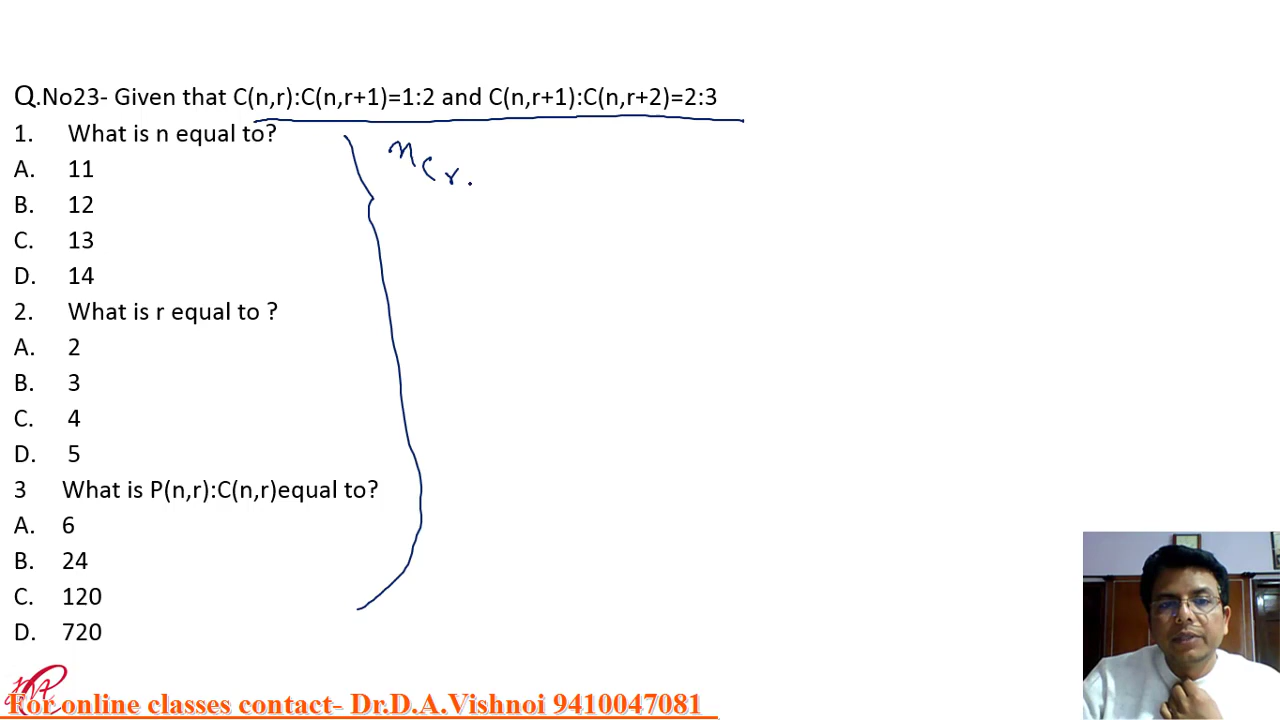 Q.No23- Given that C(n,r):C(n,r+1)=1:2 and C(n,r+1):C(n,r+2)=2:3
1. What is n equal to?
A. 11
B. 12
C. 13
D. 14
2. What is r equal to ?
A. 2
B. 3
C. 4
D. 5
3 What is P(n,r):C(n,r)equal to?
A. 6
B. 24
C. 120
D. 720
n C r.
For online classes contact- Dr.D.A.Vishnoi 9410047081